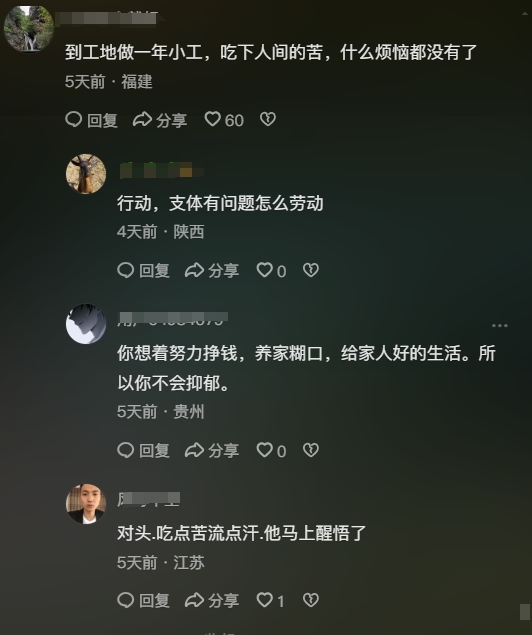 到工地做一年小工，吃下人间的苦，什么烦恼都没有了
5天前 · 福建
回复 分享 60
行动，支体有问题怎么劳动
4天前 · 陕西
回复 分享 0
你想着努力挣钱，养家糊口，给家人好的生活。所
以你不会抑郁。
5天前 · 贵州
回复 分享 0
对头.吃点苦流点汗.他马上醒悟了
5天前 · 江苏
回复 分享 1